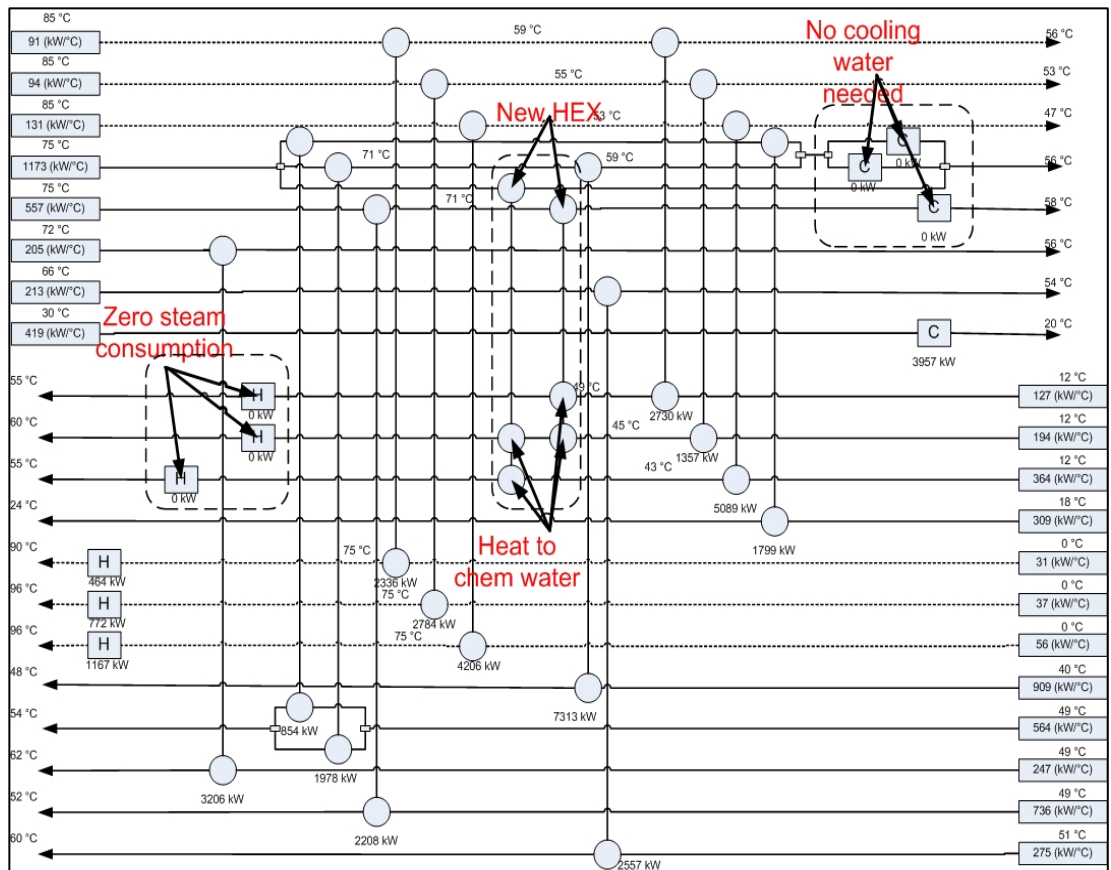 85 °C
91 (kW/°C)
59 °C
56 °C
85 °C
94 (kW/°C)
55 °C
53 °C
85 °C
131 (kW/°C)
53 °C
47 °C
No cooling
water
needed
New HEX
75 °C
1173 (kW/°C)
71 °C
59 °C
56 °C
C
0 kW
C
0 kW
75 °C
557 (kW/°C)
71 °C
C
0 kW
58 °C
72 °C
205 (kW/°C)
56 °C
66 °C
213 (kW/°C)
54 °C
30 °C
419 (kW/°C)
C
3957 kW
20 °C
Zero steam
consumption
55 °C
H
0 kW
49 °C
2730 kW
12 °C
127 (kW/°C)
60 °C
H
0 kW
45 °C
1357 kW
12 °C
194 (kW/°C)
55 °C
H
0 kW
43 °C
5089 kW
12 °C
364 (kW/°C)
24 °C
1799 kW
18 °C
309 (kW/°C)
Heat to
chem water
90 °C
H
464 kW
75 °C
2336 kW
0 °C
31 (kW/°C)
96 °C
H
772 kW
75 °C
2784 kW
0 °C
37 (kW/°C)
96 °C
H
1167 kW
75 °C
4206 kW
0 °C
56 (kW/°C)
48 °C
7313 kW
40 °C
909 (kW/°C)
54 °C
854 kW
1978 kW
49 °C
564 (kW/°C)
62 °C
3206 kW
49 °C
247 (kW/°C)
52 °C
2208 kW
49 °C
736 (kW/°C)
60 °C
2557 kW
51 °C
275 (kW/°C)